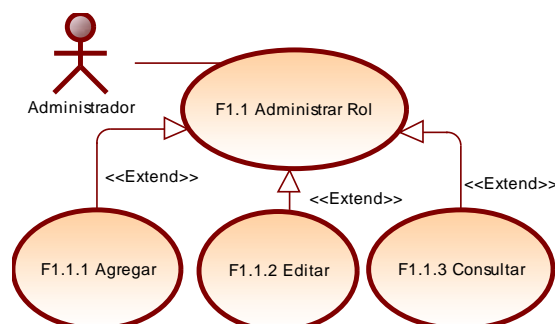 Administrador
F1.1 Administrar Rol
<<Extend>>
<<Extend>>
<<Extend>>
F1.1.1 Agregar
F1.1.2 Editar
F1.1.3 Consultar